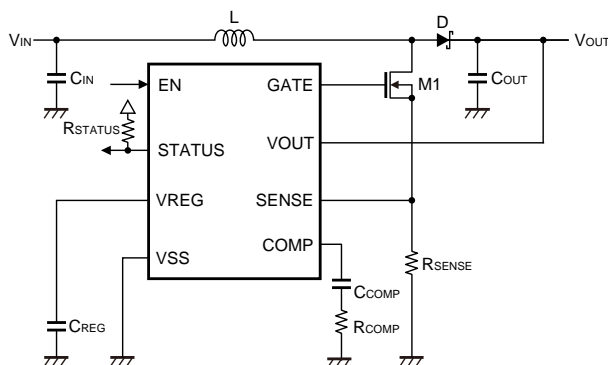 L
D
VIN
VOUT
CIN
EN
GATE
M1
COUT
RSTATUS
STATUS
VOUT
VREG
SENSE
COMP
RSENSE
VSS
CCOMP
CREG
RCOMP